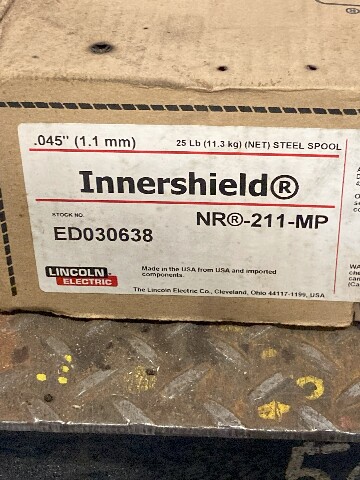 .045" (1.1 mm) 25 Lb (11.3 kg) (NET) STEEL SPOOL
Innershield®
NR®-211-MP
STOCK NO.
ED030638
LINCOLN
ELECTRIC
Made in the USA from USA and imported
components.
The Lincoln Electric Co., Cleveland, Ohio 44117-1199, USA